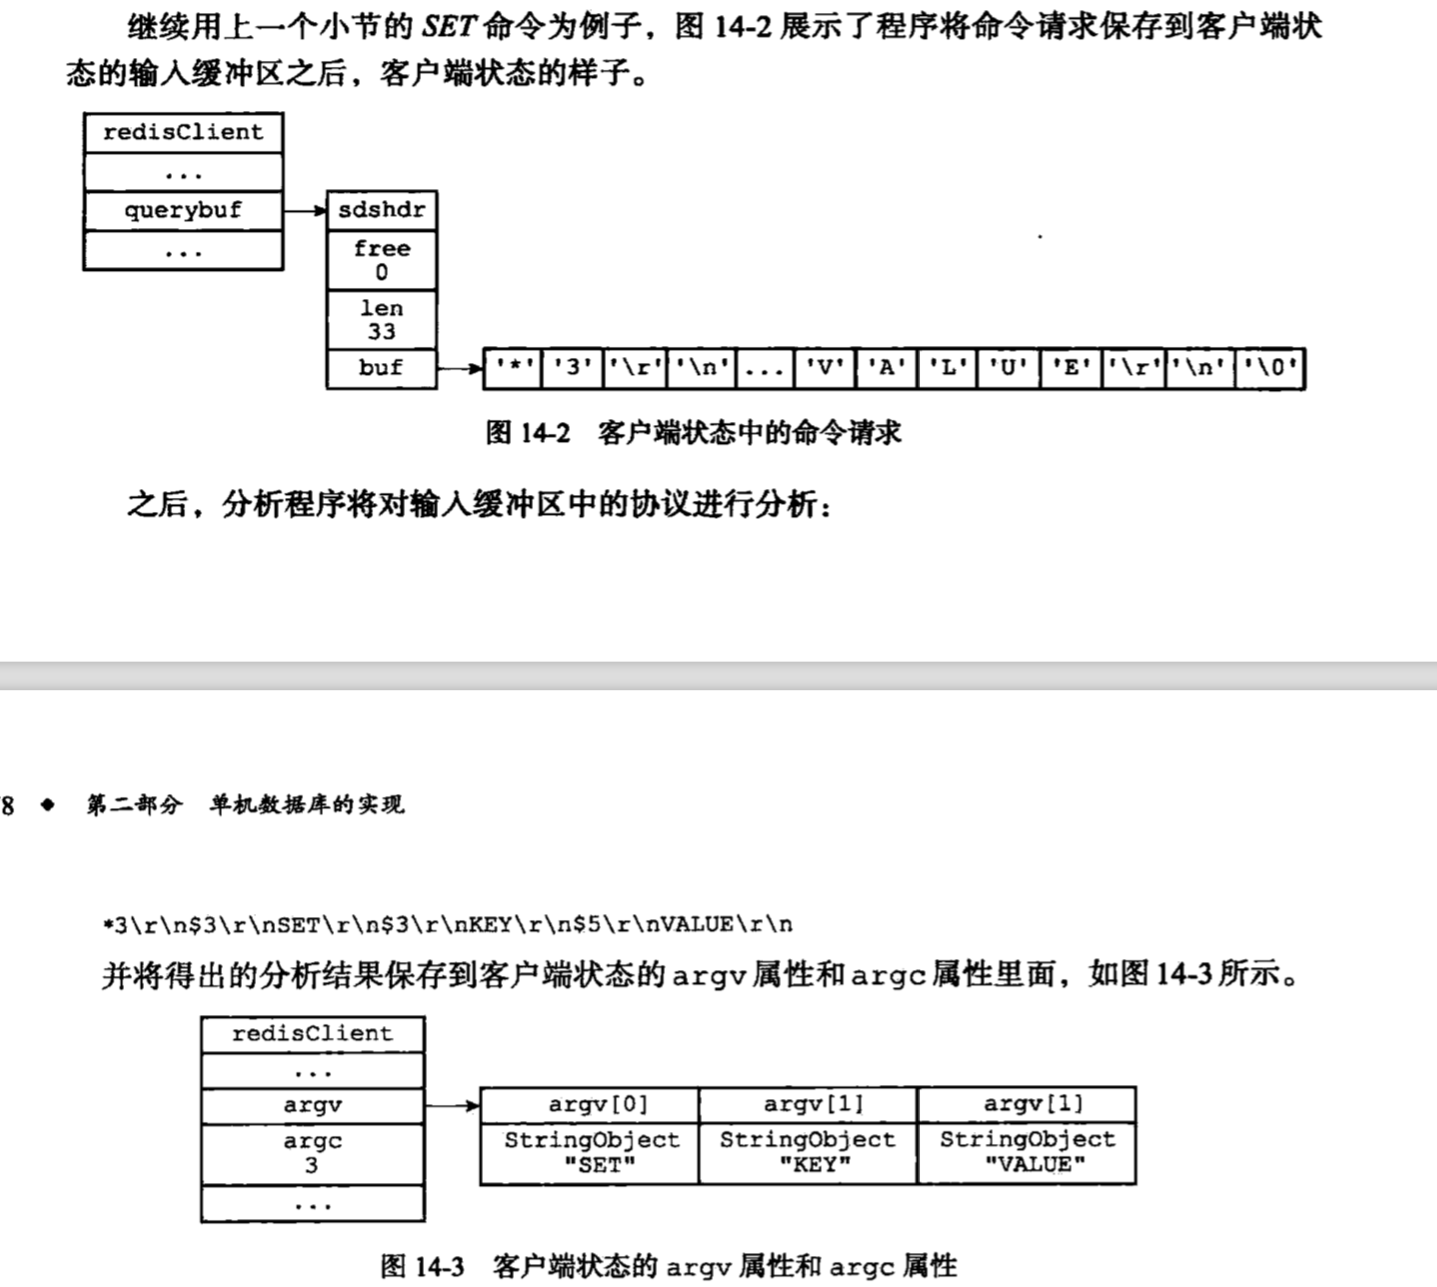 继续用上一个小节的 SET 命令为例子，图 14-2 展示了程序将命令请求保存到客户端状
态的输入缓冲区之后，客户端状态的样子。
redisClient
...
querybuf
...
sdshdr
free
0
len
33
buf
'*' '3' '\r' '\n' ... 'V' 'A' 'L' 'U' 'E' '\r' '\n' '\0'
图 14-2 客户端状态中的命令请求
之后，分析程序将对输入缓冲区中的协议进行分析：
8 ◆ 第二部分 单机数据库的实现
*3\r\n$3\r\nSET\r\n$3\r\nKEY\r\n$5\r\nVALUE\r\n
并将得出的分析结果保存到客户端状态的 argv 属性和 argc 属性里面，如图 14-3 所示。
redisClient
...
argv
argc
3
...
argv[0] argv[1] argv[1]
StringObject StringObject StringObject
"SET" "KEY" "VALUE"
图 14-3 客户端状态的 argv 属性和 argc 属性